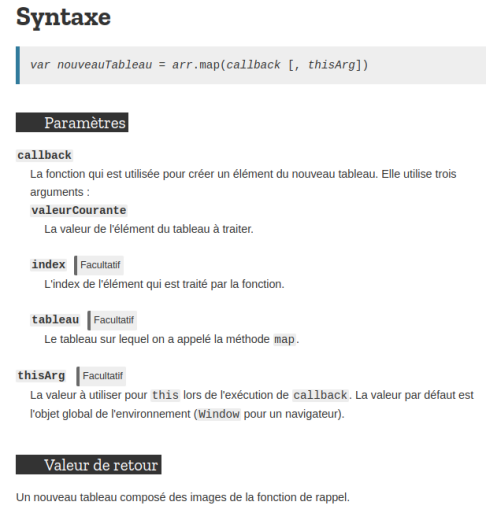 Syntaxe
var nouveauTableau = arr.map(callback [, thisArg])
Paramètres
callback
La fonction qui est utilisée pour créer un élément du nouveau tableau. Elle utilise trois
arguments :
valeurCourante
La valeur de l'élément du tableau à traiter.
index Facultatif
L'index de l'élément qui est traité par la fonction.
tableau Facultatif
Le tableau sur lequel on a appelé la méthode map.
thisArg Facultatif
La valeur à utiliser pour this lors de l'exécution de callback. La valeur par défaut est
l'objet global de l'environnement (Window pour un navigateur).
Valeur de retour
Un nouveau tableau composé des images de la fonction de rappel.